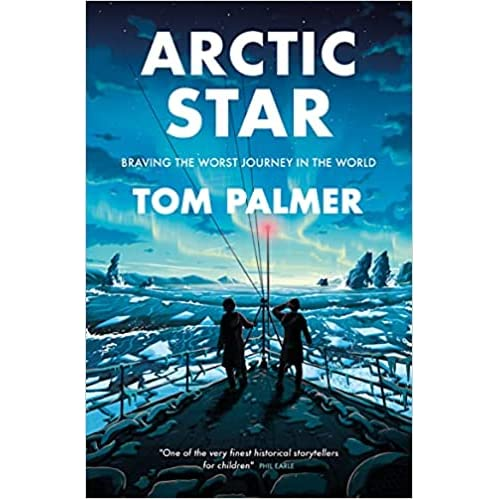 ARCTIC
STAR
BRAVING THE WORST JOURNEY IN THE WORLD
TOM PALMER
"One of the very finest historical storytellers
for children" PHIL EARLE